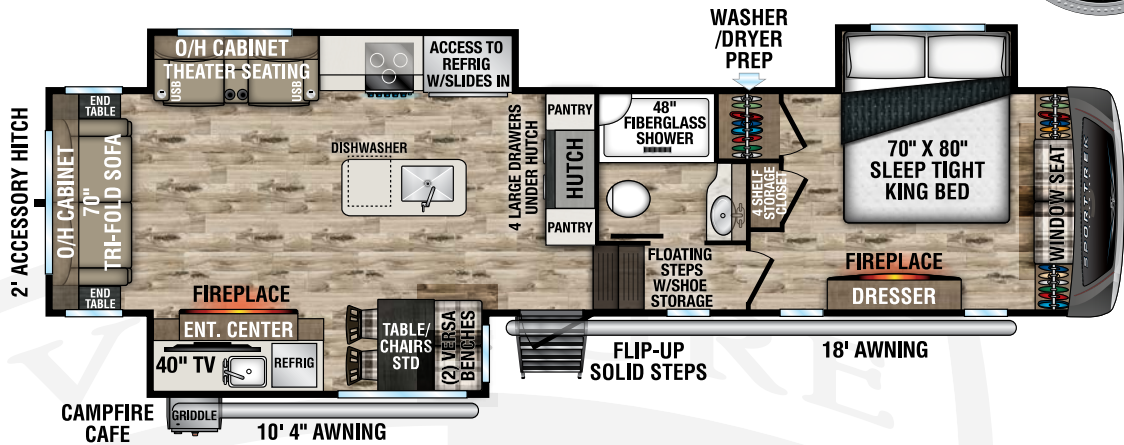 WASHER
/DRYER
PREP
O/H CABINET
THEATER SEATING
USB
USB
ACCESS TO
REFRIG
W/SLIDES IN
2' ACCESSORY HITCH
END
TABLE
O/H CABINET
70"
TRI-FOLD SOFA
END
TABLE
DISHWASHER
4 LARGE DRAWERS
UNDER HUTCH
PANTRY
HUTCH
PANTRY
48"
FIBERGLASS
SHOWER
4 SHELF
STORAGE
CLOSET
FLOATING
STEPS
W/SHOE
STORAGE
70" X 80"
SLEEP TIGHT
KING BED
WINDOW SEAT
SPORTTREK
FIREPLACE
DRESSER
FIREPLACE
ENT. CENTER
40" TV
REFRIG
TABLE/
CHAIRS
STD
(2) VERSA
BENCHES
FLIP-UP
SOLID STEPS
18' AWNING
CAMPFIRE
CAFE
GRIDDLE
10' 4" AWNING